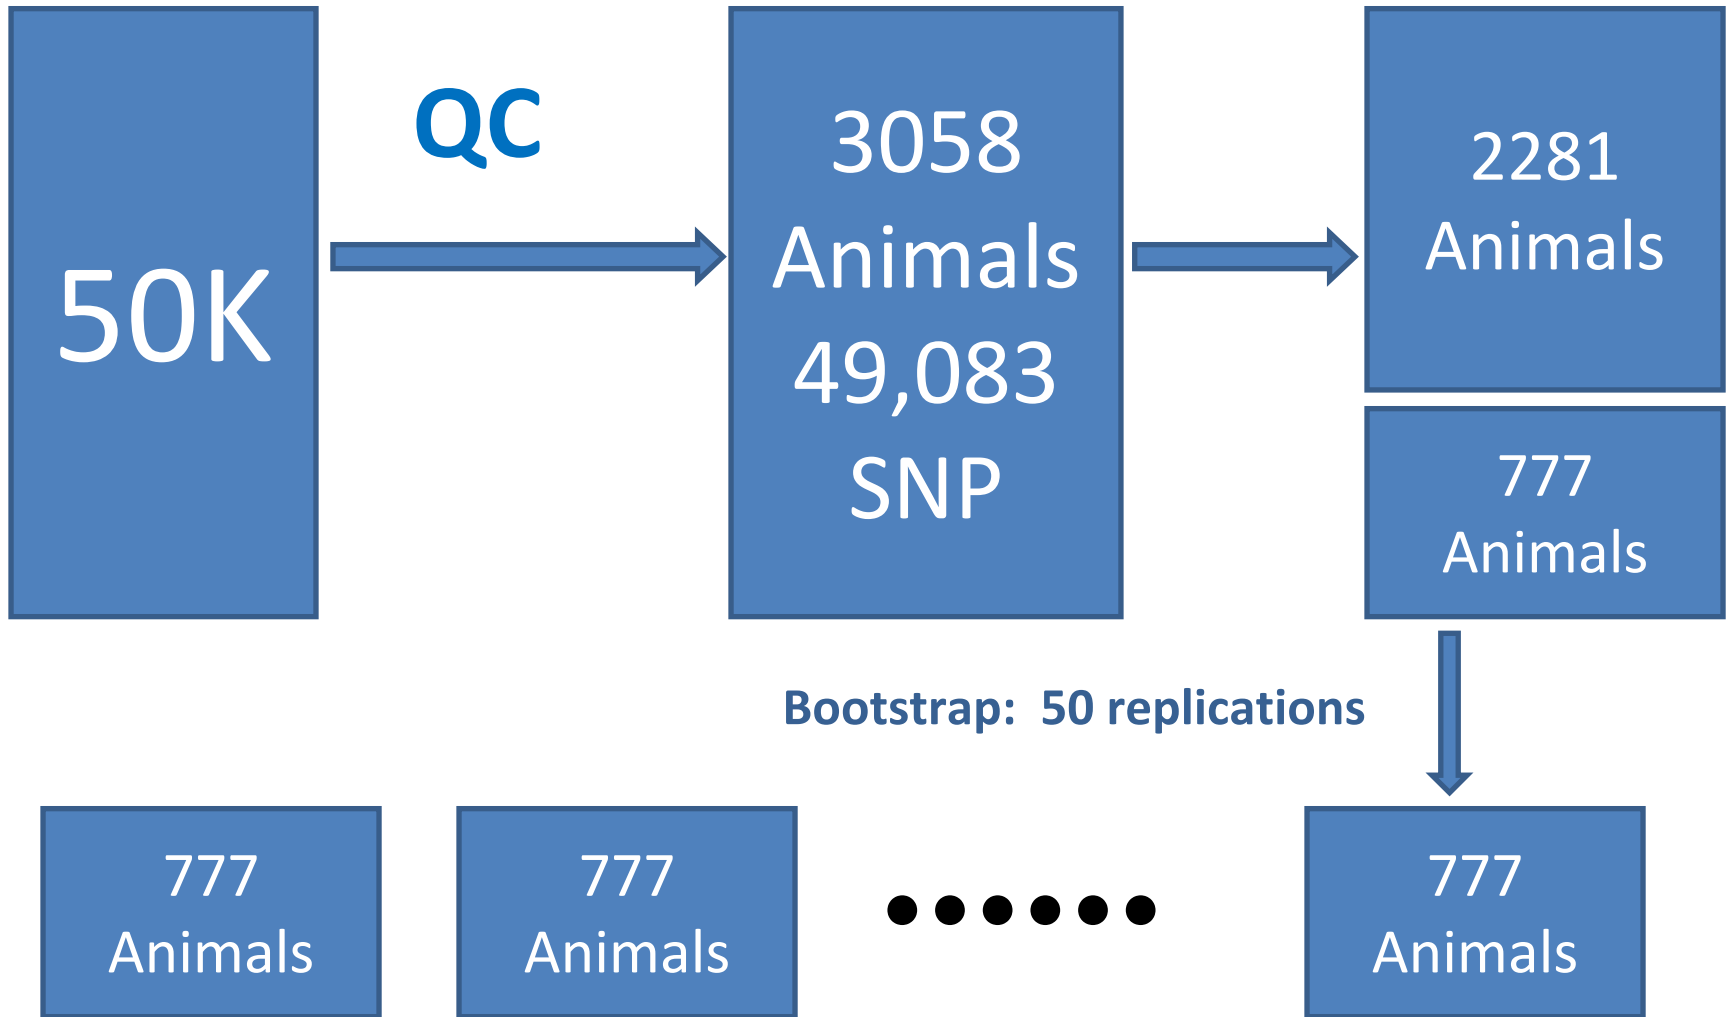 50K
QC
3058
Animals
49,083
SNP
2281
Animals
777
Animals
Bootstrap: 50 replications
777
Animals
777
Animals
777
Animals